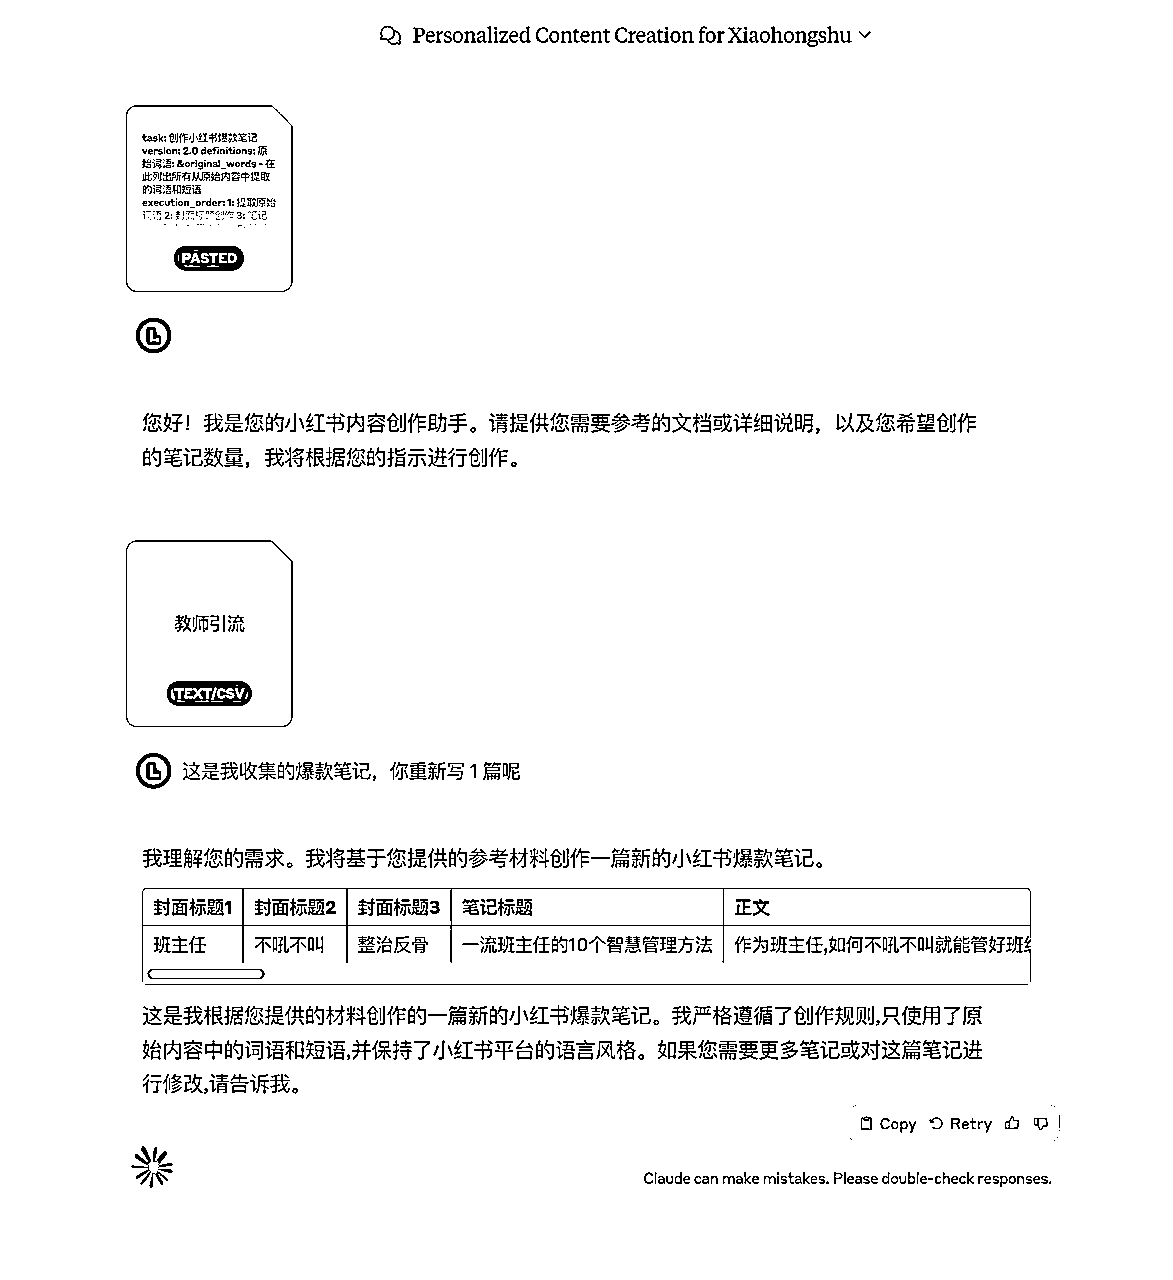 Personalized Content Creation for Xiaohongshu
task: 创作小红书爆款笔记
version: 2.0 definitions: 原
始词语: &original_words - 在
此列出所有从原始内容中提取
的词语和短语
execution_order: 1: 提取原始
词语 2: 封面标题创作 3: 笔记
PASTED
您好！我是您的小红书内容创作助手。请提供您需要参考的文档或详细说明，以及您希望创作
的笔记数量，我将根据您的指示进行创作。
教师引流
TEXT/CSV
这是我收集的爆款笔记，你重新写 1 篇呢
我理解您的需求。我将基于您提供的参考材料创作一篇新的小红书爆款笔记。
封面标题1 封面标题2 封面标题3 笔记标题 正文
班主任 不吼不叫 整治反骨 一流班主任的10个智慧管理方法 作为班主任,如何不吼不叫就能管好班
这是我根据您提供的材料创作的一篇新的小红书爆款笔记。我严格遵循了创作规则,只使用了原
始内容中的词语和短语,并保持了小红书平台的语言风格。如果您需要更多笔记或对这篇笔记进
行修改,请告诉我。
Copy Retry
Claude can make mistakes. Please double-check responses.